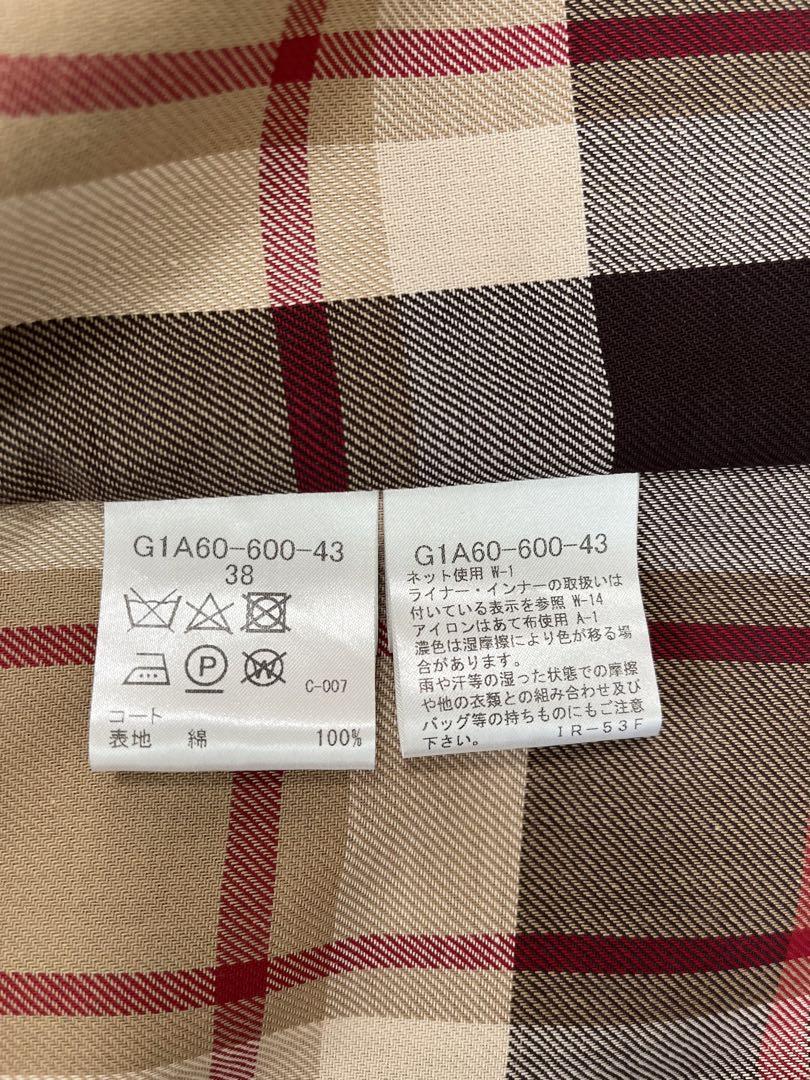 G1A60-600-43
38
P W
C-007
コート
表地 綿 100%
G1A60-600-43
ネット使用 W-1
ライナー・インナーの取扱いは
付いている表示を参照 W-14
アイロンはあて布使用 A-1
濃色は湿摩擦により色が移る場
合があります。
雨や汗等の湿った状態での摩擦
や他の衣類との組み合わせ及び
バッグ等の持ちものにもご注意
下さい。 IR-53F